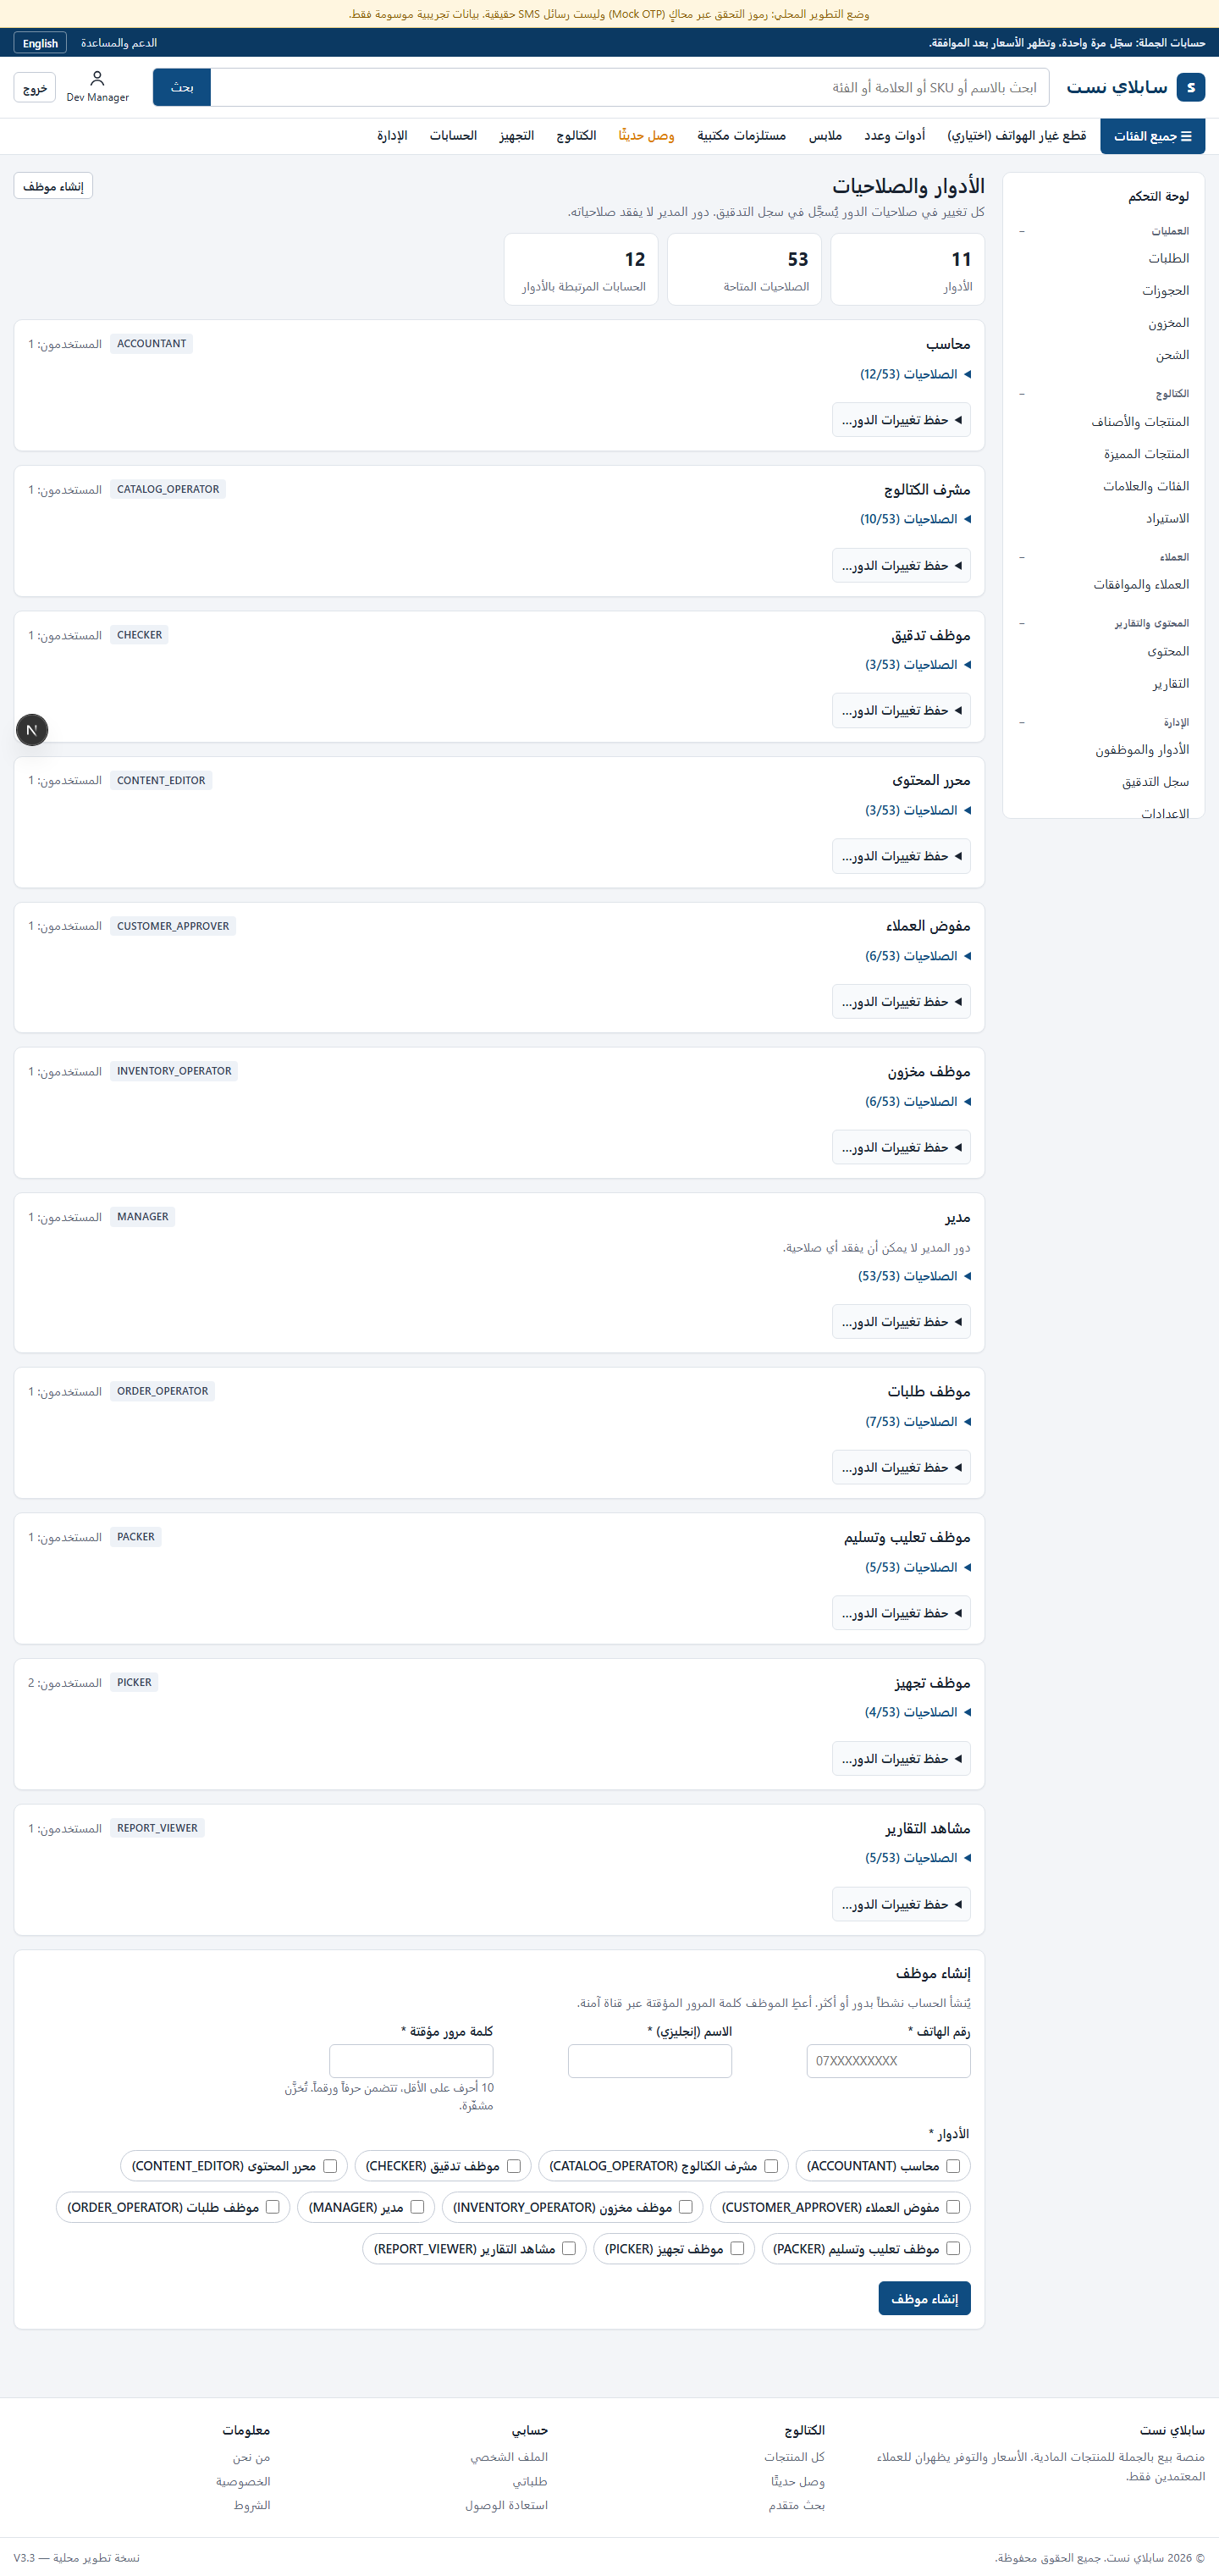 وضع التطوير المحلي: رموز التحقق عبر محاكٍ (Mock OTP) وليست رسائل SMS حقيقية. بيانات تجريبية موسومة فقط.
حسابات الجملة: سجّل مرة واحدة، وتظهر الأسعار بعد الموافقة.
الدعم والمساعدة
English
S
سابلاي نست
ابحث بالاسم أو SKU أو العلامة أو الفئة
بحث
Dev Manager
خروج
☰ جميع الفئات
قطع غيار الهواتف (اختياري)
أدوات وعدد
ملابس
مستلزمات مكتبية
وصل حديثًا
الكتالوج
التجهيز
الحسابات
الإدارة
لوحة التحكم
العمليات –
الطلبات
الحجوزات
المخزون
الشحن
الكتالوج –
المنتجات والأصناف
المنتجات المميزة
الفئات والعلامات
الاستيراد
العملاء –
العملاء والموافقات
المحتوى والتقارير –
المحتوى
التقارير
الإدارة –
الأدوار والموظفون
سجل التدقيق
الإعدادات
الأدوار والصلاحيات
إنشاء موظف
كل تغيير في صلاحيات الدور يُسجَّل في سجل التدقيق. دور المدير لا يفقد صلاحياته.
11
الأدوار
53
الصلاحيات المتاحة
12
الحسابات المرتبطة بالأدوار
محاسب
ACCOUNTANT المستخدمون: 1
◀ الصلاحيات (12/53)
◀ حفظ تغييرات الدور...
مشرف الكتالوج
CATALOG_OPERATOR المستخدمون: 1
◀ الصلاحيات (10/53)
◀ حفظ تغييرات الدور...
موظف تدقيق
CHECKER المستخدمون: 1
◀ الصلاحيات (3/53)
◀ حفظ تغييرات الدور...
N
محرر المحتوى
CONTENT_EDITOR المستخدمون: 1
◀ الصلاحيات (3/53)
◀ حفظ تغييرات الدور...
مفوض العملاء
CUSTOMER_APPROVER المستخدمون: 1
◀ الصلاحيات (6/53)
◀ حفظ تغييرات الدور...
موظف مخزون
INVENTORY_OPERATOR المستخدمون: 1
◀ الصلاحيات (6/53)
◀ حفظ تغييرات الدور...
مدير
MANAGER المستخدمون: 1
دور المدير لا يمكن أن يفقد أي صلاحية.
◀ الصلاحيات (53/53)
◀ حفظ تغييرات الدور...
موظف طلبات
ORDER_OPERATOR المستخدمون: 1
◀ الصلاحيات (7/53)
◀ حفظ تغييرات الدور...
موظف تعليب وتسليم
PACKER المستخدمون: 1
◀ الصلاحيات (5/53)
◀ حفظ تغييرات الدور...
موظف تجهيز
PICKER المستخدمون: 2
◀ الصلاحيات (4/53)
◀ حفظ تغييرات الدور...
مشاهد التقارير
REPORT_VIEWER المستخدمون: 1
◀ الصلاحيات (5/53)
◀ حفظ تغييرات الدور...
إنشاء موظف
يُنشأ الحساب نشطاً بدور أو أكثر. أعطِ الموظف كلمة المرور المؤقتة عبر قناة آمنة.
رقم الهاتف *
الاسم (إنجليزي) *
كلمة مرور مؤقتة *
07XXXXXXXXX
10 أحرف على الأقل، تتضمن حرفاً ورقماً. تُخزَّن
مشفّرة.
الأدوار *
محاسب (ACCOUNTANT)
مشرف الكتالوج (CATALOG_OPERATOR)
موظف تدقيق (CHECKER)
محرر المحتوى (CONTENT_EDITOR)
مفوض العملاء (CUSTOMER_APPROVER)
موظف مخزون (INVENTORY_OPERATOR)
مدير (MANAGER)
موظف طلبات (ORDER_OPERATOR)
موظف تعليب وتسليم (PACKER)
موظف تجهيز (PICKER)
مشاهد التقارير (REPORT_VIEWER)
إنشاء موظف
سابلاي نست
منصة بيع بالجملة للمنتجات المادية. الأسعار والتوفر يظهران للعملاء
المعتمدين فقط.
الكتالوج
كل المنتجات
وصل حديثًا
بحث متقدم
حسابي
الملف الشخصي
طلباتي
استعادة الوصول
معلومات
من نحن
الخصوصية
الشروط
© 2026 سابلاي نست. جميع الحقوق محفوظة.
نسخة تطوير محلية — V3.3